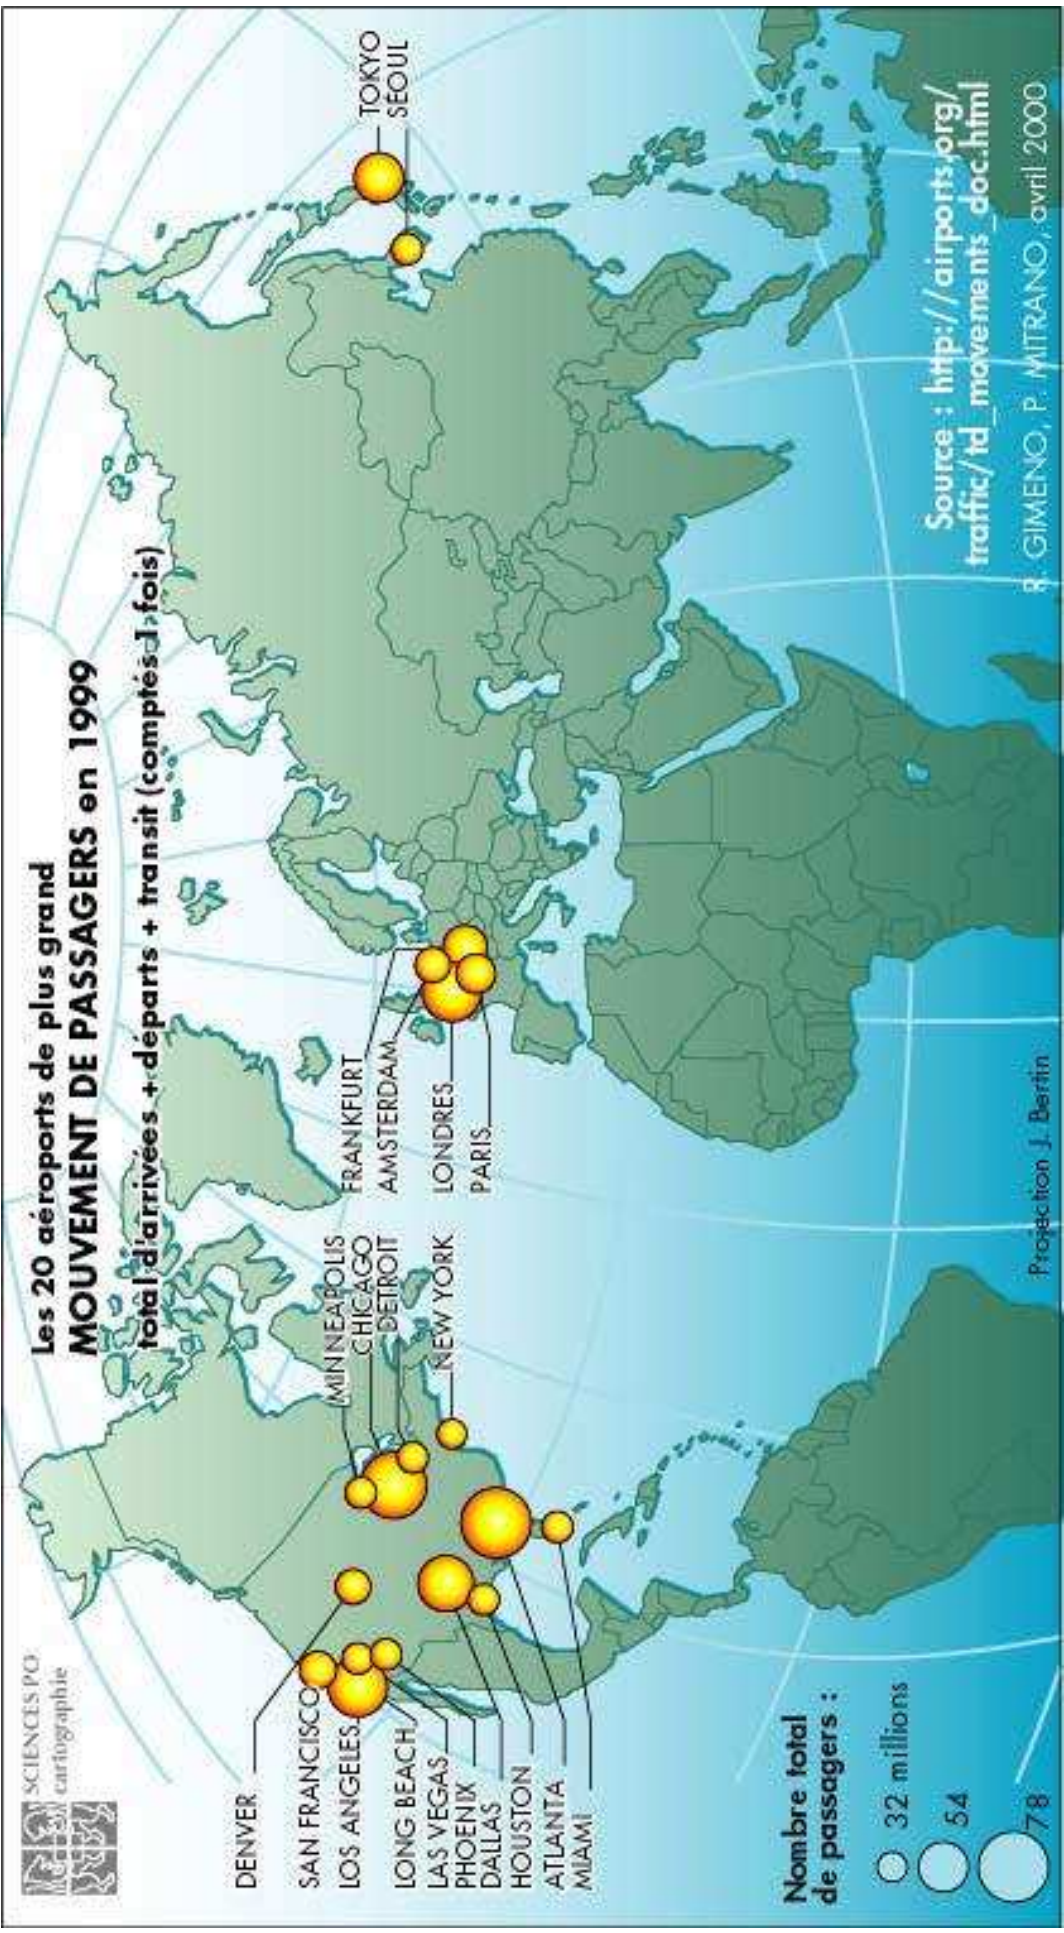 SCIENCES PO
cartographie
Les 20 aéroports de plus grand
MOUVEMENT DE PASSAGERS en 1999
total d'arrivées + départs + transit (comptés 1 fois)
DENVER
SAN FRANCISCO
LOS ANGELES
LONG BEACH
LAS VEGAS
PHOENIX
DALLAS
HOUSTON
ATLANTA
MIAMI
MINNEAPOLIS
CHICAGO
DETROIT
NEW YORK
FRANKFURT
AMSTERDAM
LONDRES
PARIS
TOKYO
SEOUL
Nombre total
de passagers :
32 millions
54
78
Projection J. Bertin
Source : http://airports.org/
traffic/td_movements_doc.html
R. GIMENO, P. MITRANO, avril 2000